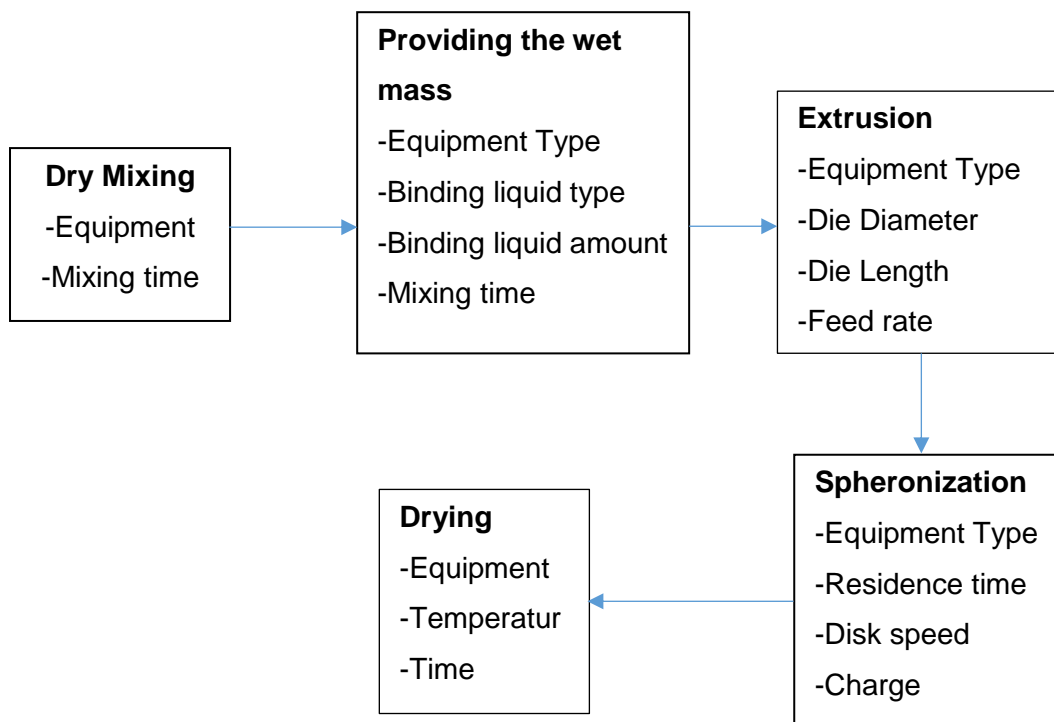 Dry Mixing
-Equipment
-Mixing time
Providing the wet
mass
-Equipment Type
-Binding liquid type
-Binding liquid amount
-Mixing time
Extrusion
-Equipment Type
-Die Diameter
-Die Length
-Feed rate
Spheronization
-Equipment Type
-Residence time
-Disk speed
-Charge
Drying
-Equipment
-Temperatur
-Time